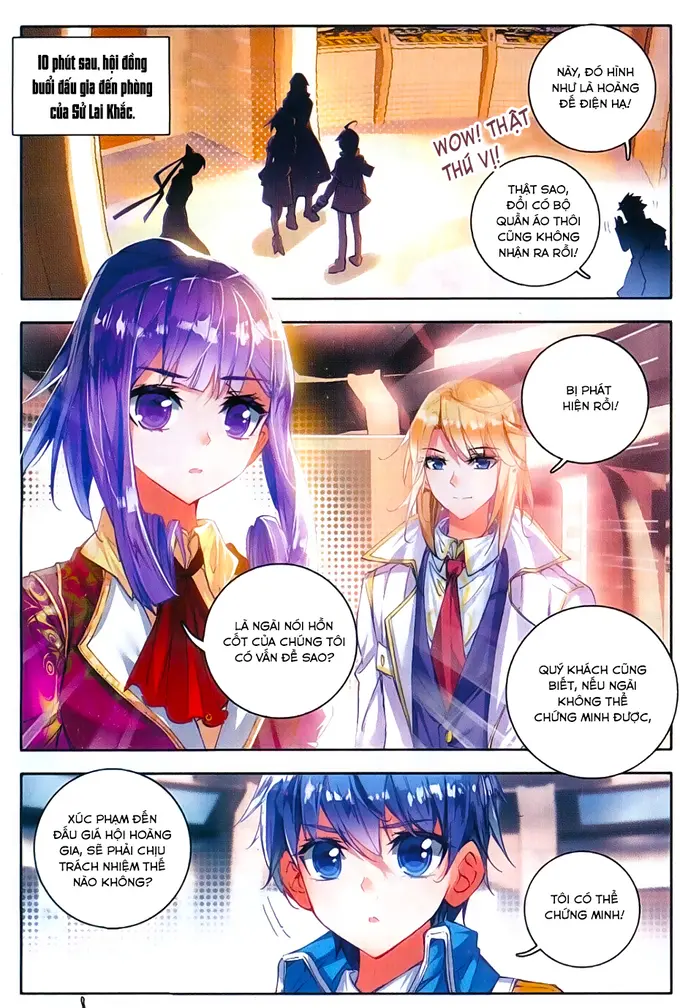 10 phút sau, hội đồng
buổi đấu gia đến phòng
của Sử Lai Khắc.
NÀY, ĐÓ HÌNH
NHƯ LÀ HOÀNG
ĐẾ ĐIỆN HẠ!
WOW! THẬT
THÚ VỊ!
THẬT SAO,
ĐỔI CÓ BỘ
QUẦN ÁO THÔI
CŨNG KHÔNG
NHẬN RA RỒI!
BỊ PHÁT
HIỆN RỒI!
LÀ NGÀI NÓI HỒN
CỐT CỦA CHÚNG TÔI
CÓ VẤN ĐỀ SAO?
QUÝ KHÁCH CŨNG
BIẾT, NẾU NGÀI
KHÔNG THỂ
CHỨNG MINH ĐƯỢC,
XÚC PHẠM ĐẾN
ĐẤU GIÁ HỘI HOÀNG
GIA, SẼ PHẢI CHỊU
TRÁCH NHIỆM THẾ
NÀO KHÔNG?
TÔI CÓ THỂ
CHỨNG MINH!